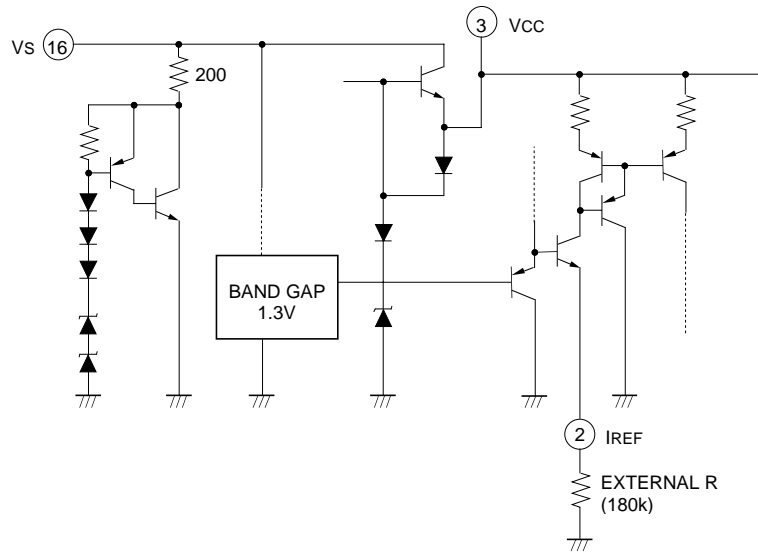 3 VCC
VS 16
200
BAND GAP
1.3V
2 IREF
EXTERNAL R
(180k)